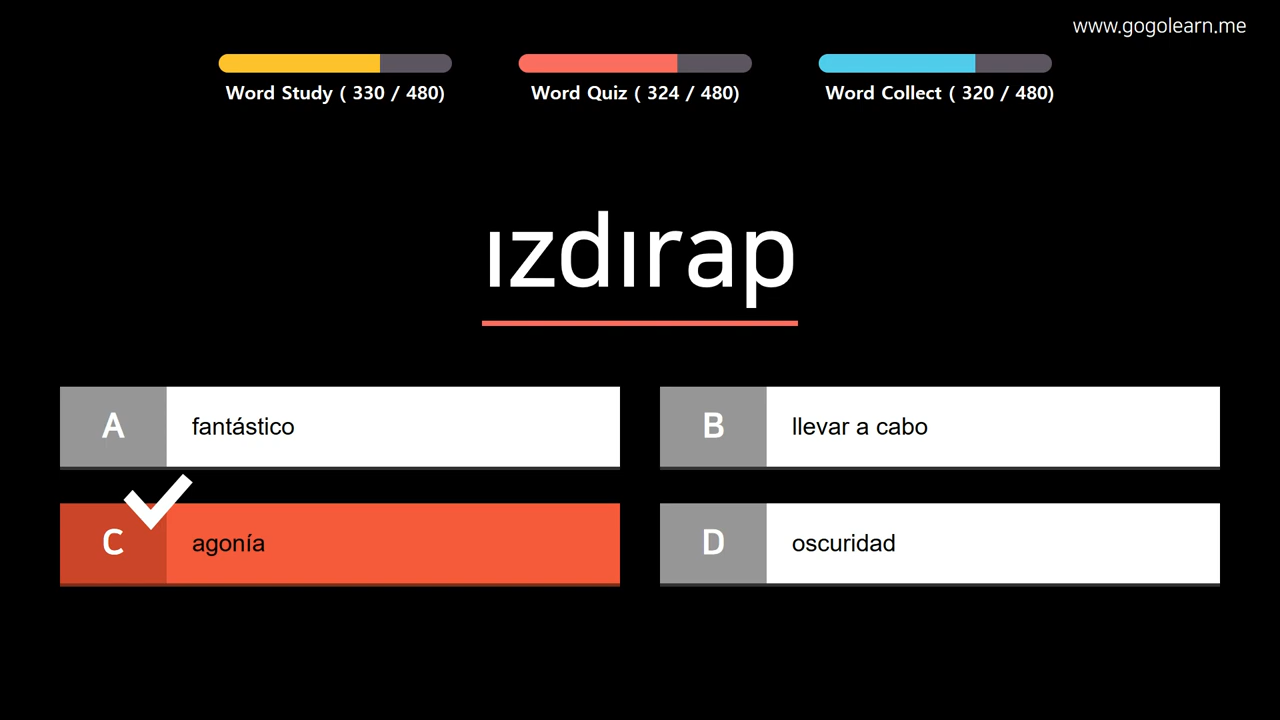 www.gogolearn.me
Word Study ( 330 / 480)
Word Quiz ( 324 / 480)
Word Collect ( 320 / 480)
ızdırap
A fantástico
B llevar a cabo
C agonía
D oscuridad